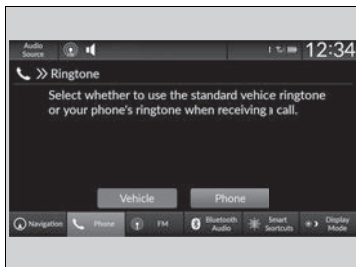 Audio
Source
12:34
Ringtone
Select whether to use the standard vehice ringtone
or your phone's ringtone when receiving a call.
Vehicle
Phone
Navigation
Phone
FM
Bluetooth
Audio
Smart
Sortcuts
Display
Mode